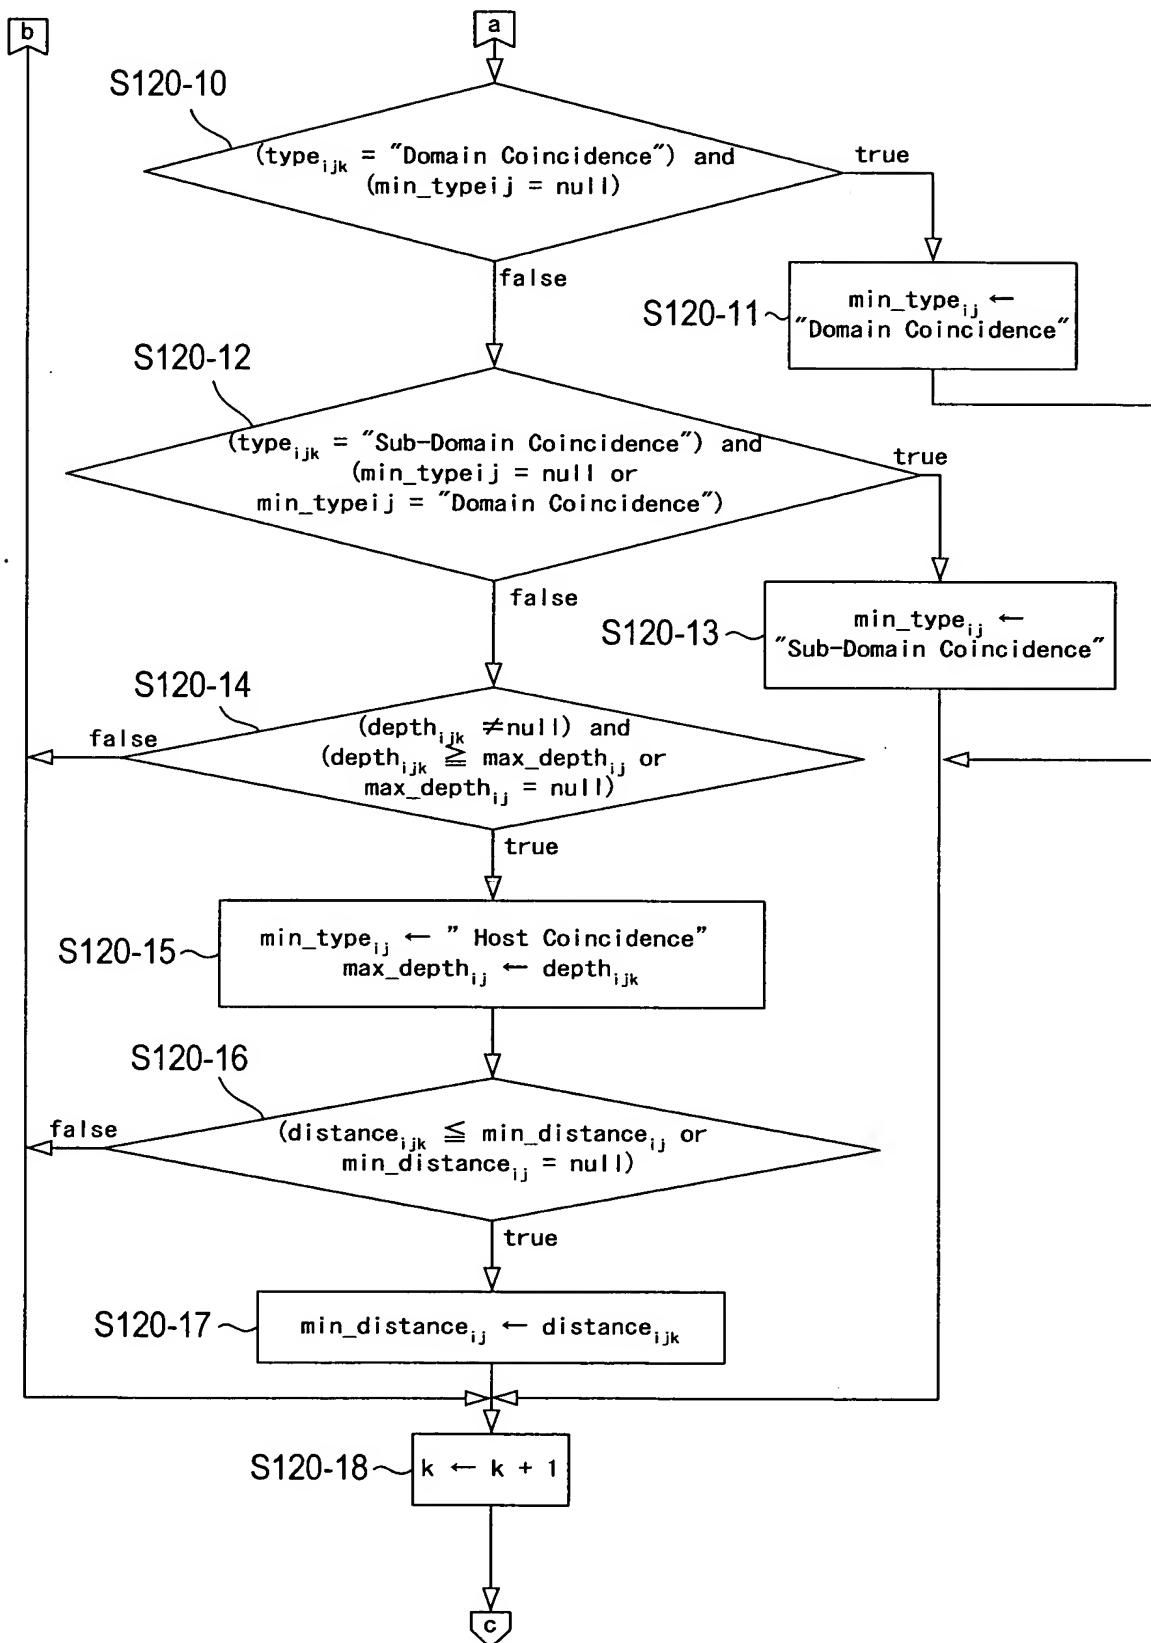 b
a
S120-10
(type_ijk = "Domain Coincidence") and
(min_typeij = null)
true
false
S120-11
min_type_ij ←
"Domain Coincidence"
S120-12
(type_ijk = "Sub-Domain Coincidence") and
(min_typeij = null or
min_typeij = "Domain Coincidence")
true
false
S120-13
min_type_ij ←
"Sub-Domain Coincidence"
S120-14
(depth_ijk ≠null) and
(depth_ijk ≧ max_depth_ij or
max_depth_ij = null)
false
true
S120-15
min_type_ij ← " Host Coincidence"
max_depth_ij ← depth_ijk
S120-16
(distance_ijk ≦ min_distance_ij or
min_distance_ij = null)
false
true
S120-17
min_distance_ij ← distance_ijk
S120-18
k ← k + 1
c